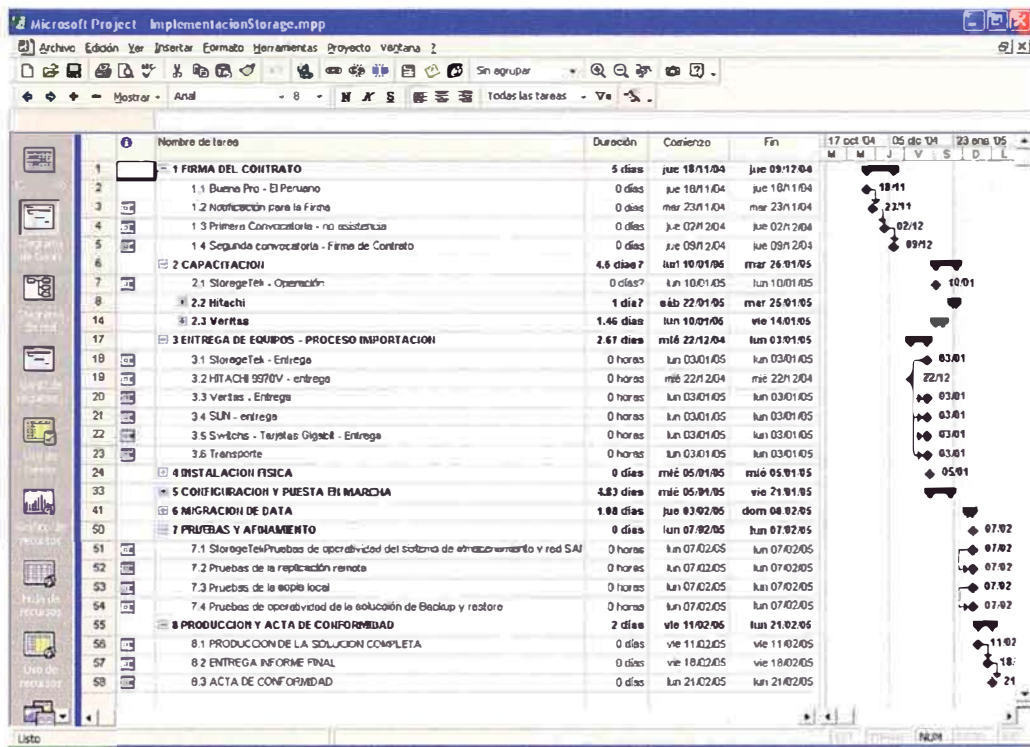 Microsoft Project ImplementacionStorage.mpp
Archivo Edición Ver Insertar Formato Herramientas Proyecto Ventana ?
Sin agrupar
Mostrar Arial 8 N K S Todas las tareas
Nombre de tarea Duración Comienzo Fin 17 oct '04 05 dic '04 23 ene '05
M M J V S D L
1 1 FIRMA DEL CONTRATO 5 días jue 18/11/04 jue 09/12/04
2 1.1 Buena Pro - El Peruano 0 días jue 18/11/04 jue 18/11/04 18/11
3 1.2 Notificación para la Firma 0 días mar 23/11/04 mar 23/11/04 23/11
4 1.3 Primera Convocatoria - no asistencia 0 días jue 02/12/04 jue 02/12/04 02/12
5 1.4 Segunda convocatoria - Firma de Contrato 0 días jue 09/12/04 jue 09/12/04 09/12
6 2 CAPACITACION 4.6 días? lun 10/01/05 mar 26/01/05
7 2.1 StorageTek - Operación 0 días? lun 10/01/05 lun 10/01/05 10/01
8 2.2 Hitachi 1 día? sáb 22/01/05 mar 25/01/05
14 2.3 Veritas 1.46 días lun 10/01/05 vie 14/01/05
17 3 ENTREGA DE EQUIPOS - PROCESO IMPORTACION 2.67 días mié 22/12/04 lun 03/01/05
18 3.1 StorageTek - Entrega 0 horas lun 03/01/05 lun 03/01/05 03/01
19 3.2 HITACHI 9970V - entrega 0 horas mié 22/12/04 mié 22/12/04 22/12
20 3.3 Veritas - Entrega 0 horas lun 03/01/05 lun 03/01/05 03/01
21 3.4 SUN - entrega 0 horas lun 03/01/05 lun 03/01/05 03/01
22 3.5 Switchs - Tarjetas Gigabit - Entrega 0 horas lun 03/01/05 lun 03/01/05 03/01
23 3.6 Transporte 0 horas lun 03/01/05 lun 03/01/05 03/01
24 4 INSTALACION FISICA 0 días mié 05/01/05 mié 05/01/05 05/01
33 5 CONFIGURACION Y PUESTA EN MARCHA 4.83 días mié 05/01/05 vie 21/01/05
41 6 MIGRACION DE DATA 1.08 días jue 03/02/05 dom 08/02/05
50 7 PRUEBAS Y AFINAMIENTO 0 días lun 07/02/05 lun 07/02/05 07/02
51 7.1 StorageTekPruebas de operatividad del sistema de almacenamiento y red SAI 0 horas lun 07/02/05 lun 07/02/05 07/02
52 7.2 Pruebas de la replicación remota 0 horas lun 07/02/05 lun 07/02/05 07/02
53 7.3 Pruebas de la copia local 0 horas lun 07/02/05 lun 07/02/05 07/02
54 7.4 Pruebas de operatividad de la solución de Backup y restore 0 horas lun 07/02/05 lun 07/02/05 07/02
55 8 PRODUCCION Y ACTA DE CONFORMIDAD 2 días vie 11/02/05 lun 21/02/05
56 8.1 PRODUCCION DE LA SOLUCION COMPLETA 0 días vie 11/02/05 vie 11/02/05 11/02
57 8.2 ENTREGA INFORME FINAL 0 días vie 18/02/05 vie 18/02/05 18/
58 8.3 ACTA DE CONFORMIDAD 0 días lun 21/02/05 lun 21/02/05 21
Listo NUM